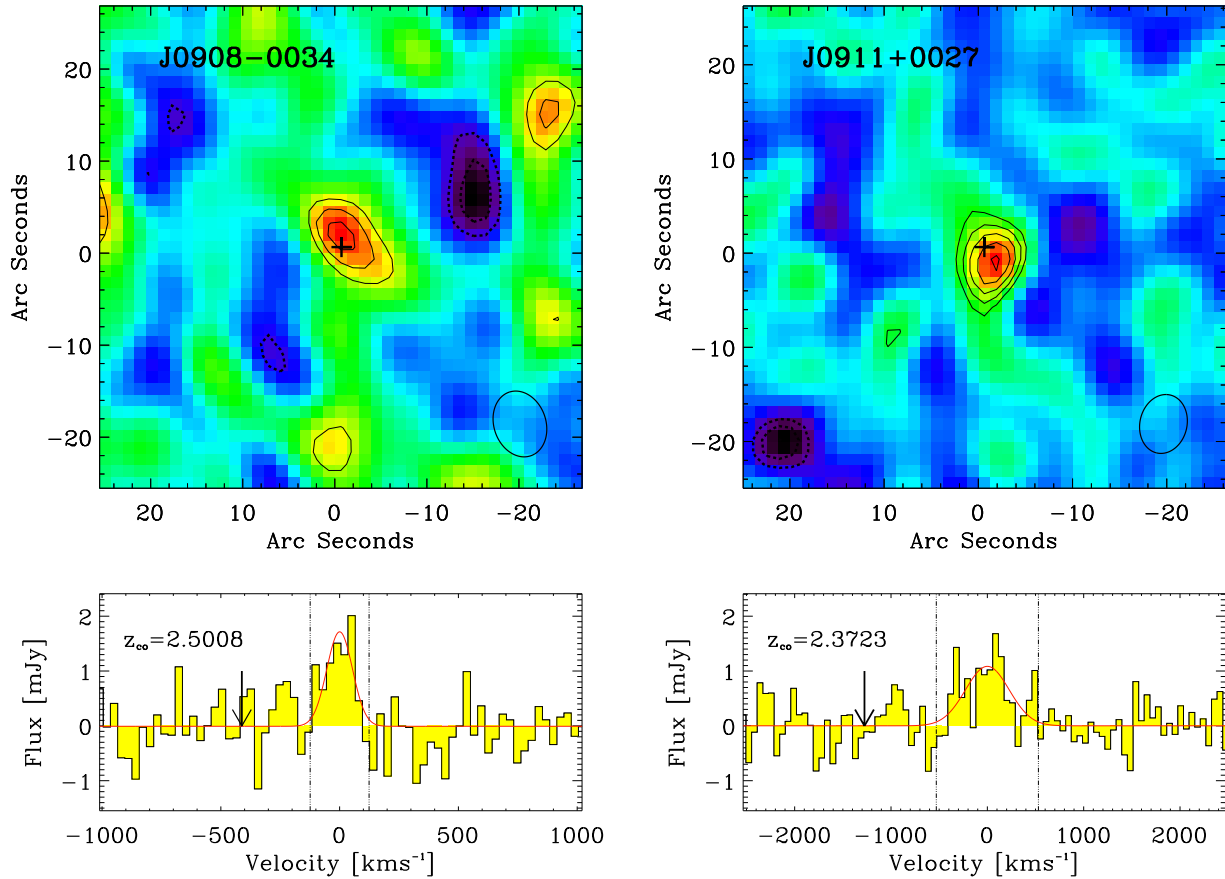 J0908−0034
20
10
0
−10
−20
Arc Seconds
20 10 0 −10 −20
Arc Seconds
J0911+0027
20
10
0
−10
−20
Arc Seconds
20 10 0 −10 −20
Arc Seconds
z_co=2.5008
2
1
0
−1
Flux [mJy]
−1000 −500 0 500 1000
Velocity [kms⁻¹]
z_co=2.3723
2
1
0
−1
Flux [mJy]
−2000 −1000 0 1000 2000
Velocity [kms⁻¹]